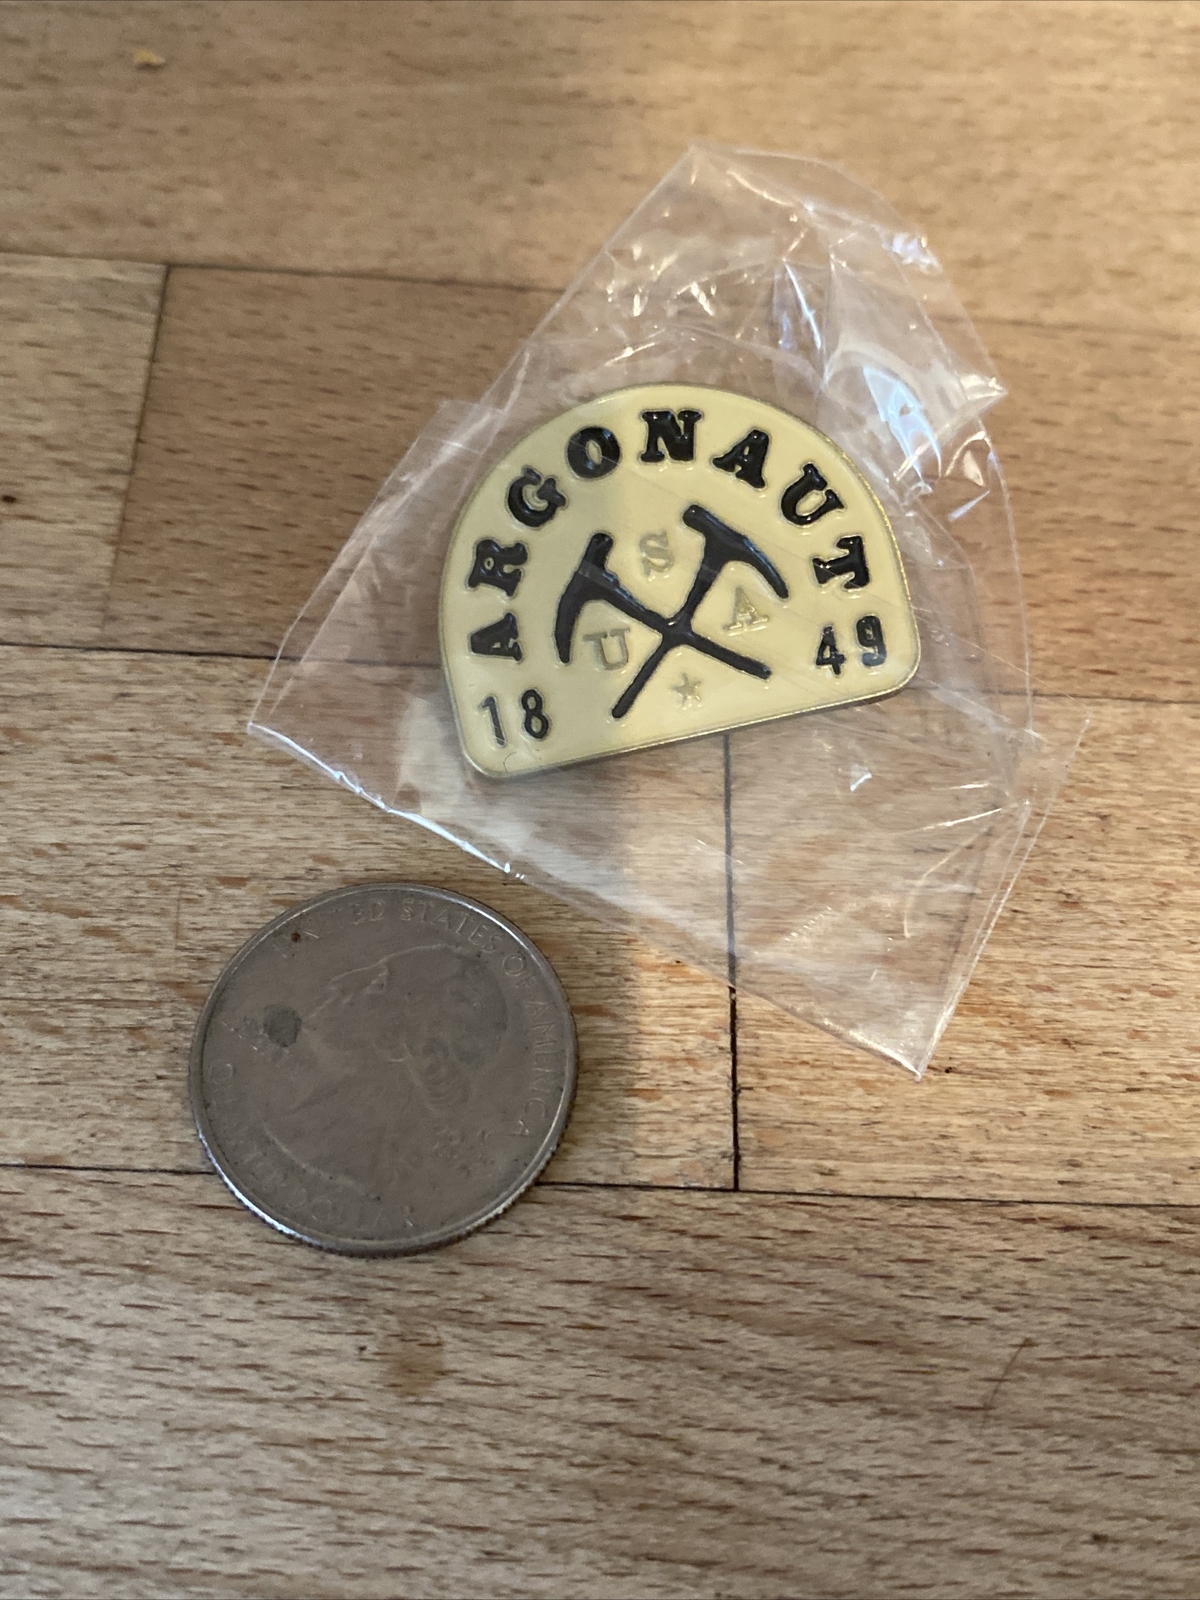 ARGONAUT
S
U A
18 49
UNITED STATES OF AMERICA
QUARTER DOLLAR